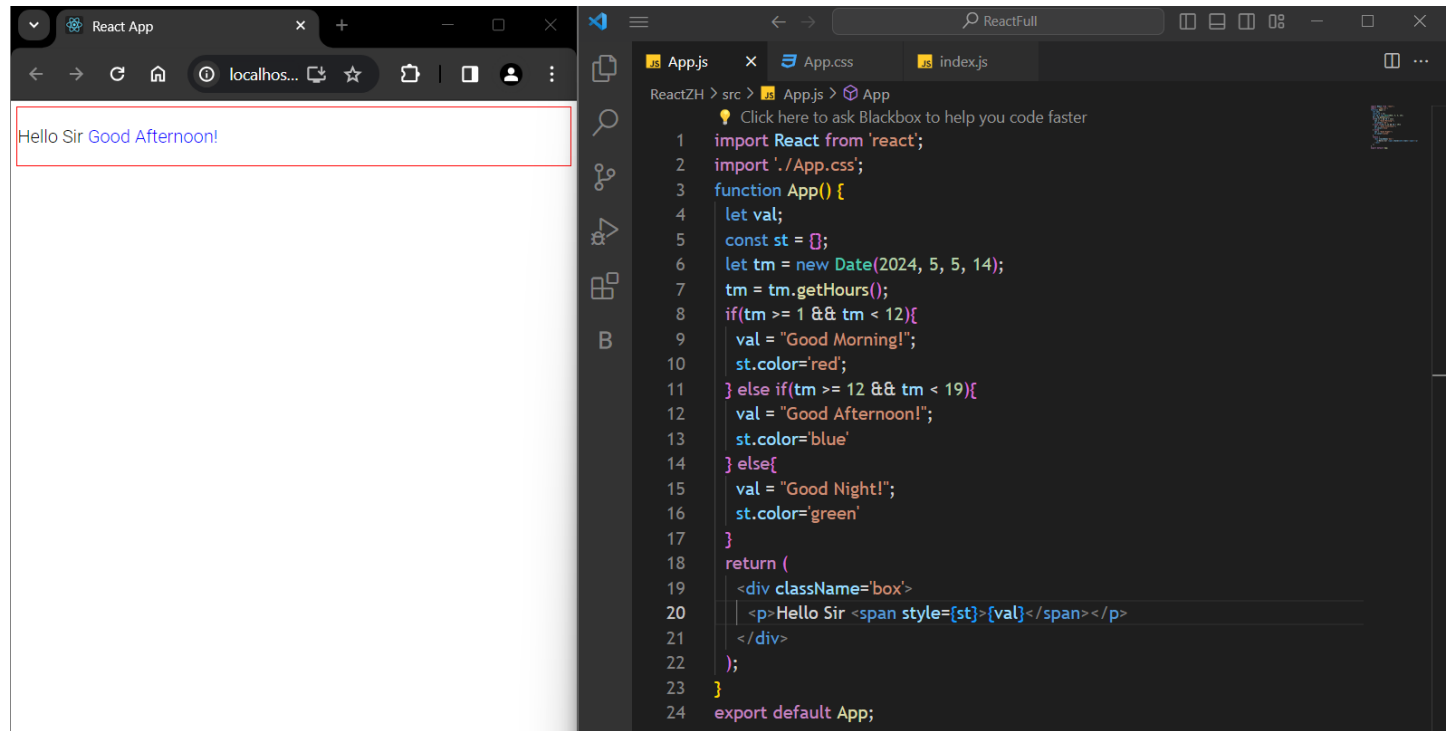 React App
localhos...
Hello Sir Good Afternoon!
ReactFull
App.js
App.css
index.js
ReactZH > src > App.js > App
Click here to ask Blackbox to help you code faster
1 import React from 'react';
2 import './App.css';
3 function App() {
4 let val;
5 const st = {};
6 let tm = new Date(2024, 5, 5, 14);
7 tm = tm.getHours();
8 if(tm >= 1 && tm < 12){
9 val = "Good Morning!";
10 st.color='red';
11 } else if(tm >= 12 && tm < 19){
12 val = "Good Afternoon!";
13 st.color='blue'
14 } else{
15 val = "Good Night!";
16 st.color='green'
17 }
18 return (
19 <div className='box'>
20 <p>Hello Sir <span style={st}>{val}</span></p>
21 </div>
22 );
23 }
24 export default App;